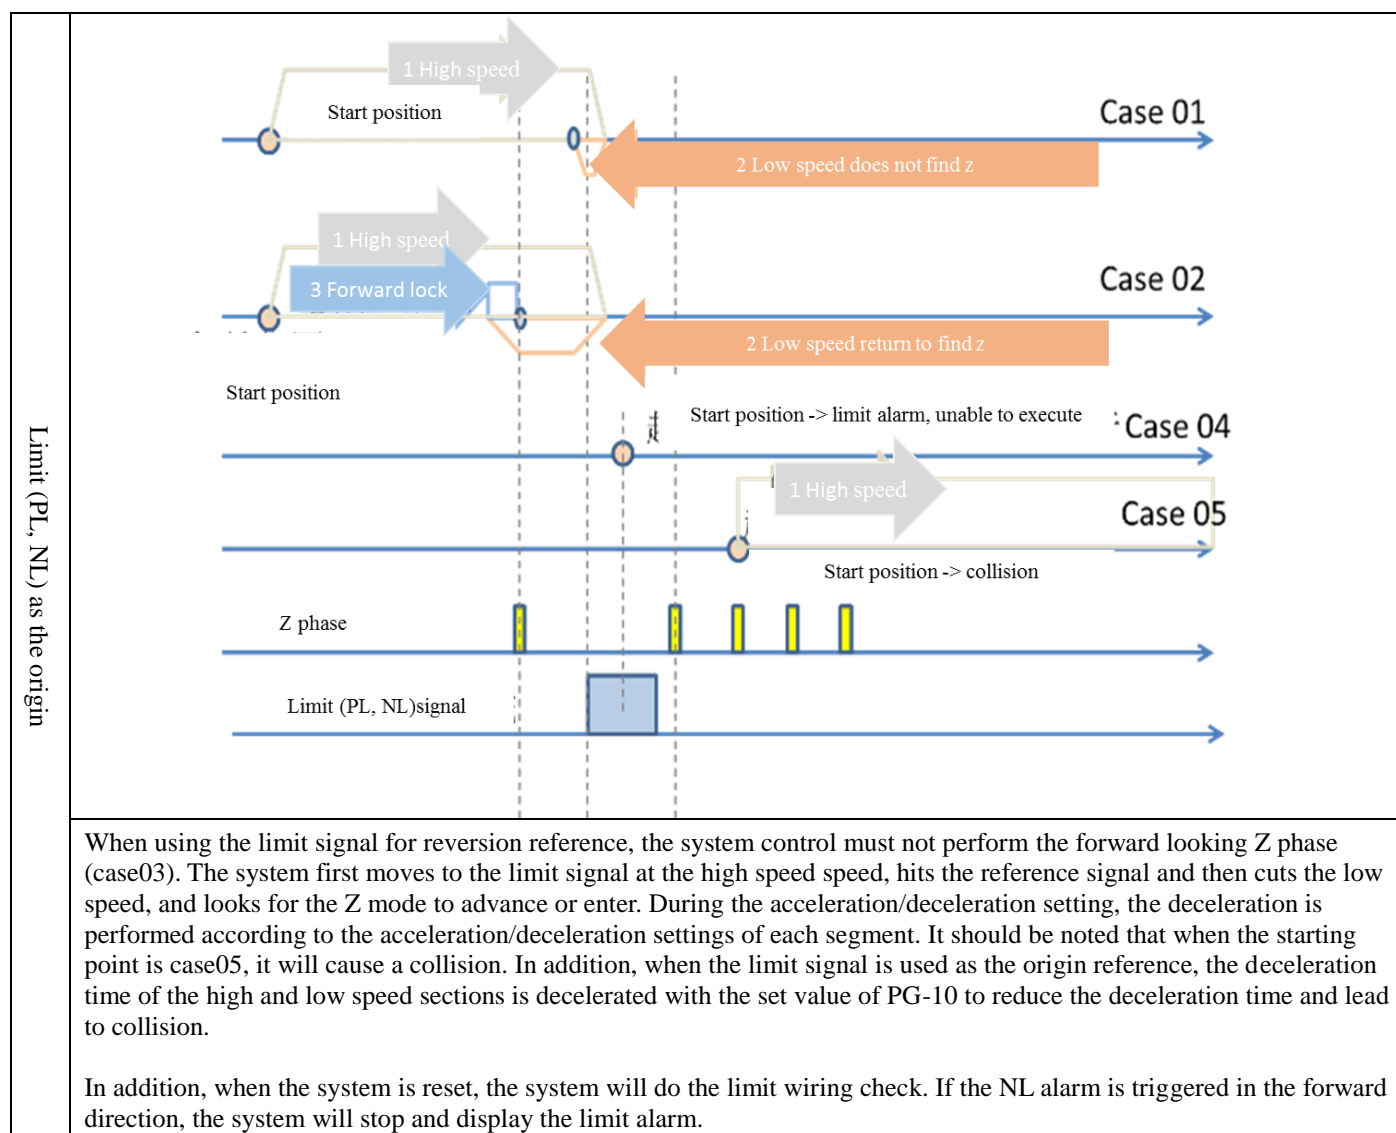 Limit (PL, NL) as the origin
1 High speed
Start position
Case 01
2 Low speed does not find z
1 High speed
3 Forward lock
Case 02
2 Low speed return to find z
Start position
Start position -> limit alarm, unable to execute
Case 04
1 High speed
Case 05
Start position -> collision
Z phase
Limit (PL, NL)signal
When using the limit signal for reversion reference, the system control must not perform the forward looking Z phase
(case03). The system first moves to the limit signal at the high speed speed, hits the reference signal and then cuts the low
speed, and looks for the Z mode to advance or enter. During the acceleration/deceleration setting, the deceleration is
performed according to the acceleration/deceleration settings of each segment. It should be noted that when the starting
point is case05, it will cause a collision. In addition, when the limit signal is used as the origin reference, the deceleration
time of the high and low speed sections is decelerated with the set value of PG-10 to reduce the deceleration time and lead
to collision.
In addition, when the system is reset, the system will do the limit wiring check. If the NL alarm is triggered in the forward
direction, the system will stop and display the limit alarm.